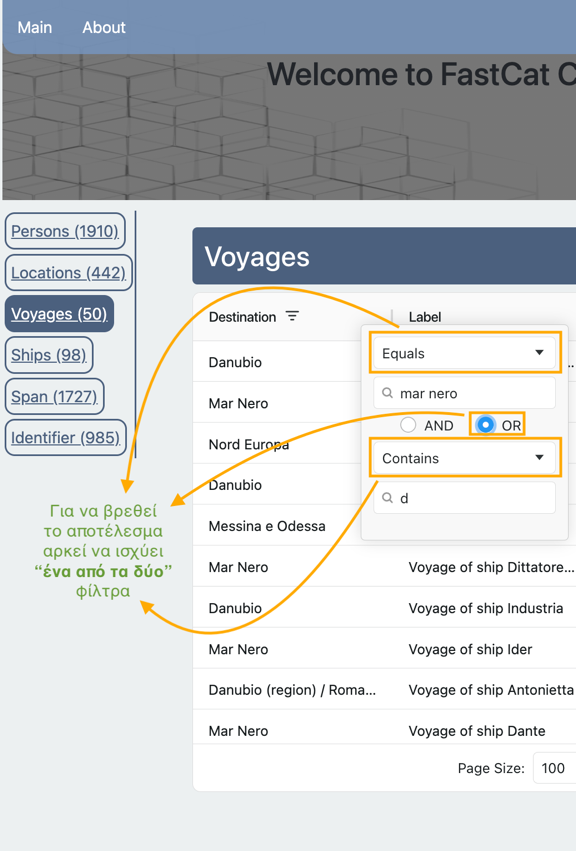 Main About
Welcome to FastCat C
Persons (1910)
Locations (442)
Voyages (50)
Ships (98)
Span (1727)
Identifier (985)
Voyages
Destination Label
Equals
mar nero
AND OR
Contains
d
Danubio
Mar Nero
Nord Europa
Danubio
Messina e Odessa
Mar Nero Voyage of ship Dittatore...
Danubio Voyage of ship Industria
Mar Nero Voyage of ship Ider
Danubio (region) / Roma... Voyage of ship Antonietta
Mar Nero Voyage of ship Dante
Page Size: 100
Για να βρεθεί
το αποτέλεσμα
αρκεί να ισχύει
“ένα από τα δύο”
φίλτρα